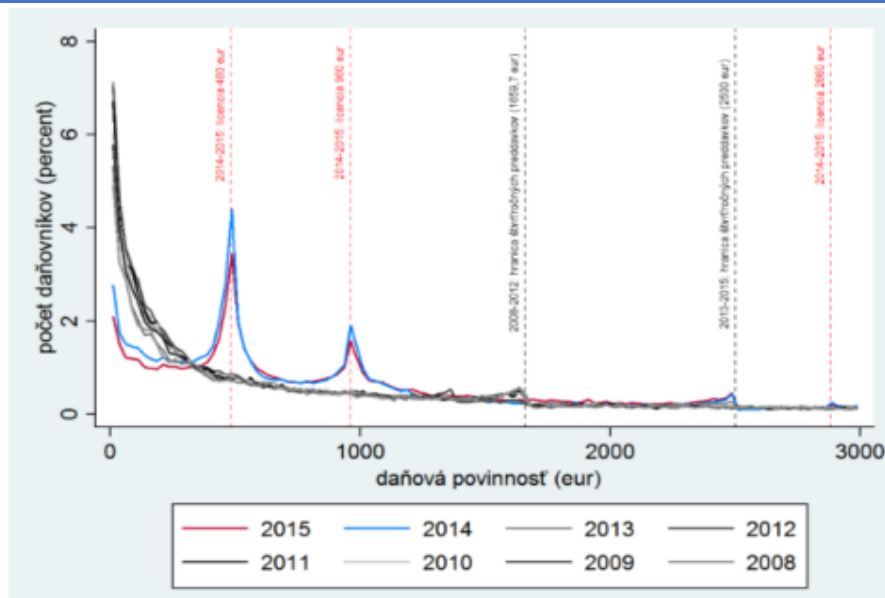 počet daňovníkov (percent)
8
6
4
2
0
2014-2015: licencia 480 eur
2014-2015: licencia 960 eur
2008-2012: hranica štvrťročných preddavkov (1659,7 eur)
2013-2015: hranica štvrťročných preddavkov (2500 eur)
2014-2015: licencia 2880 eur
0 1000 2000 3000
daňová povinnosť (eur)
2015 2014 2013 2012
2011 2010 2009 2008